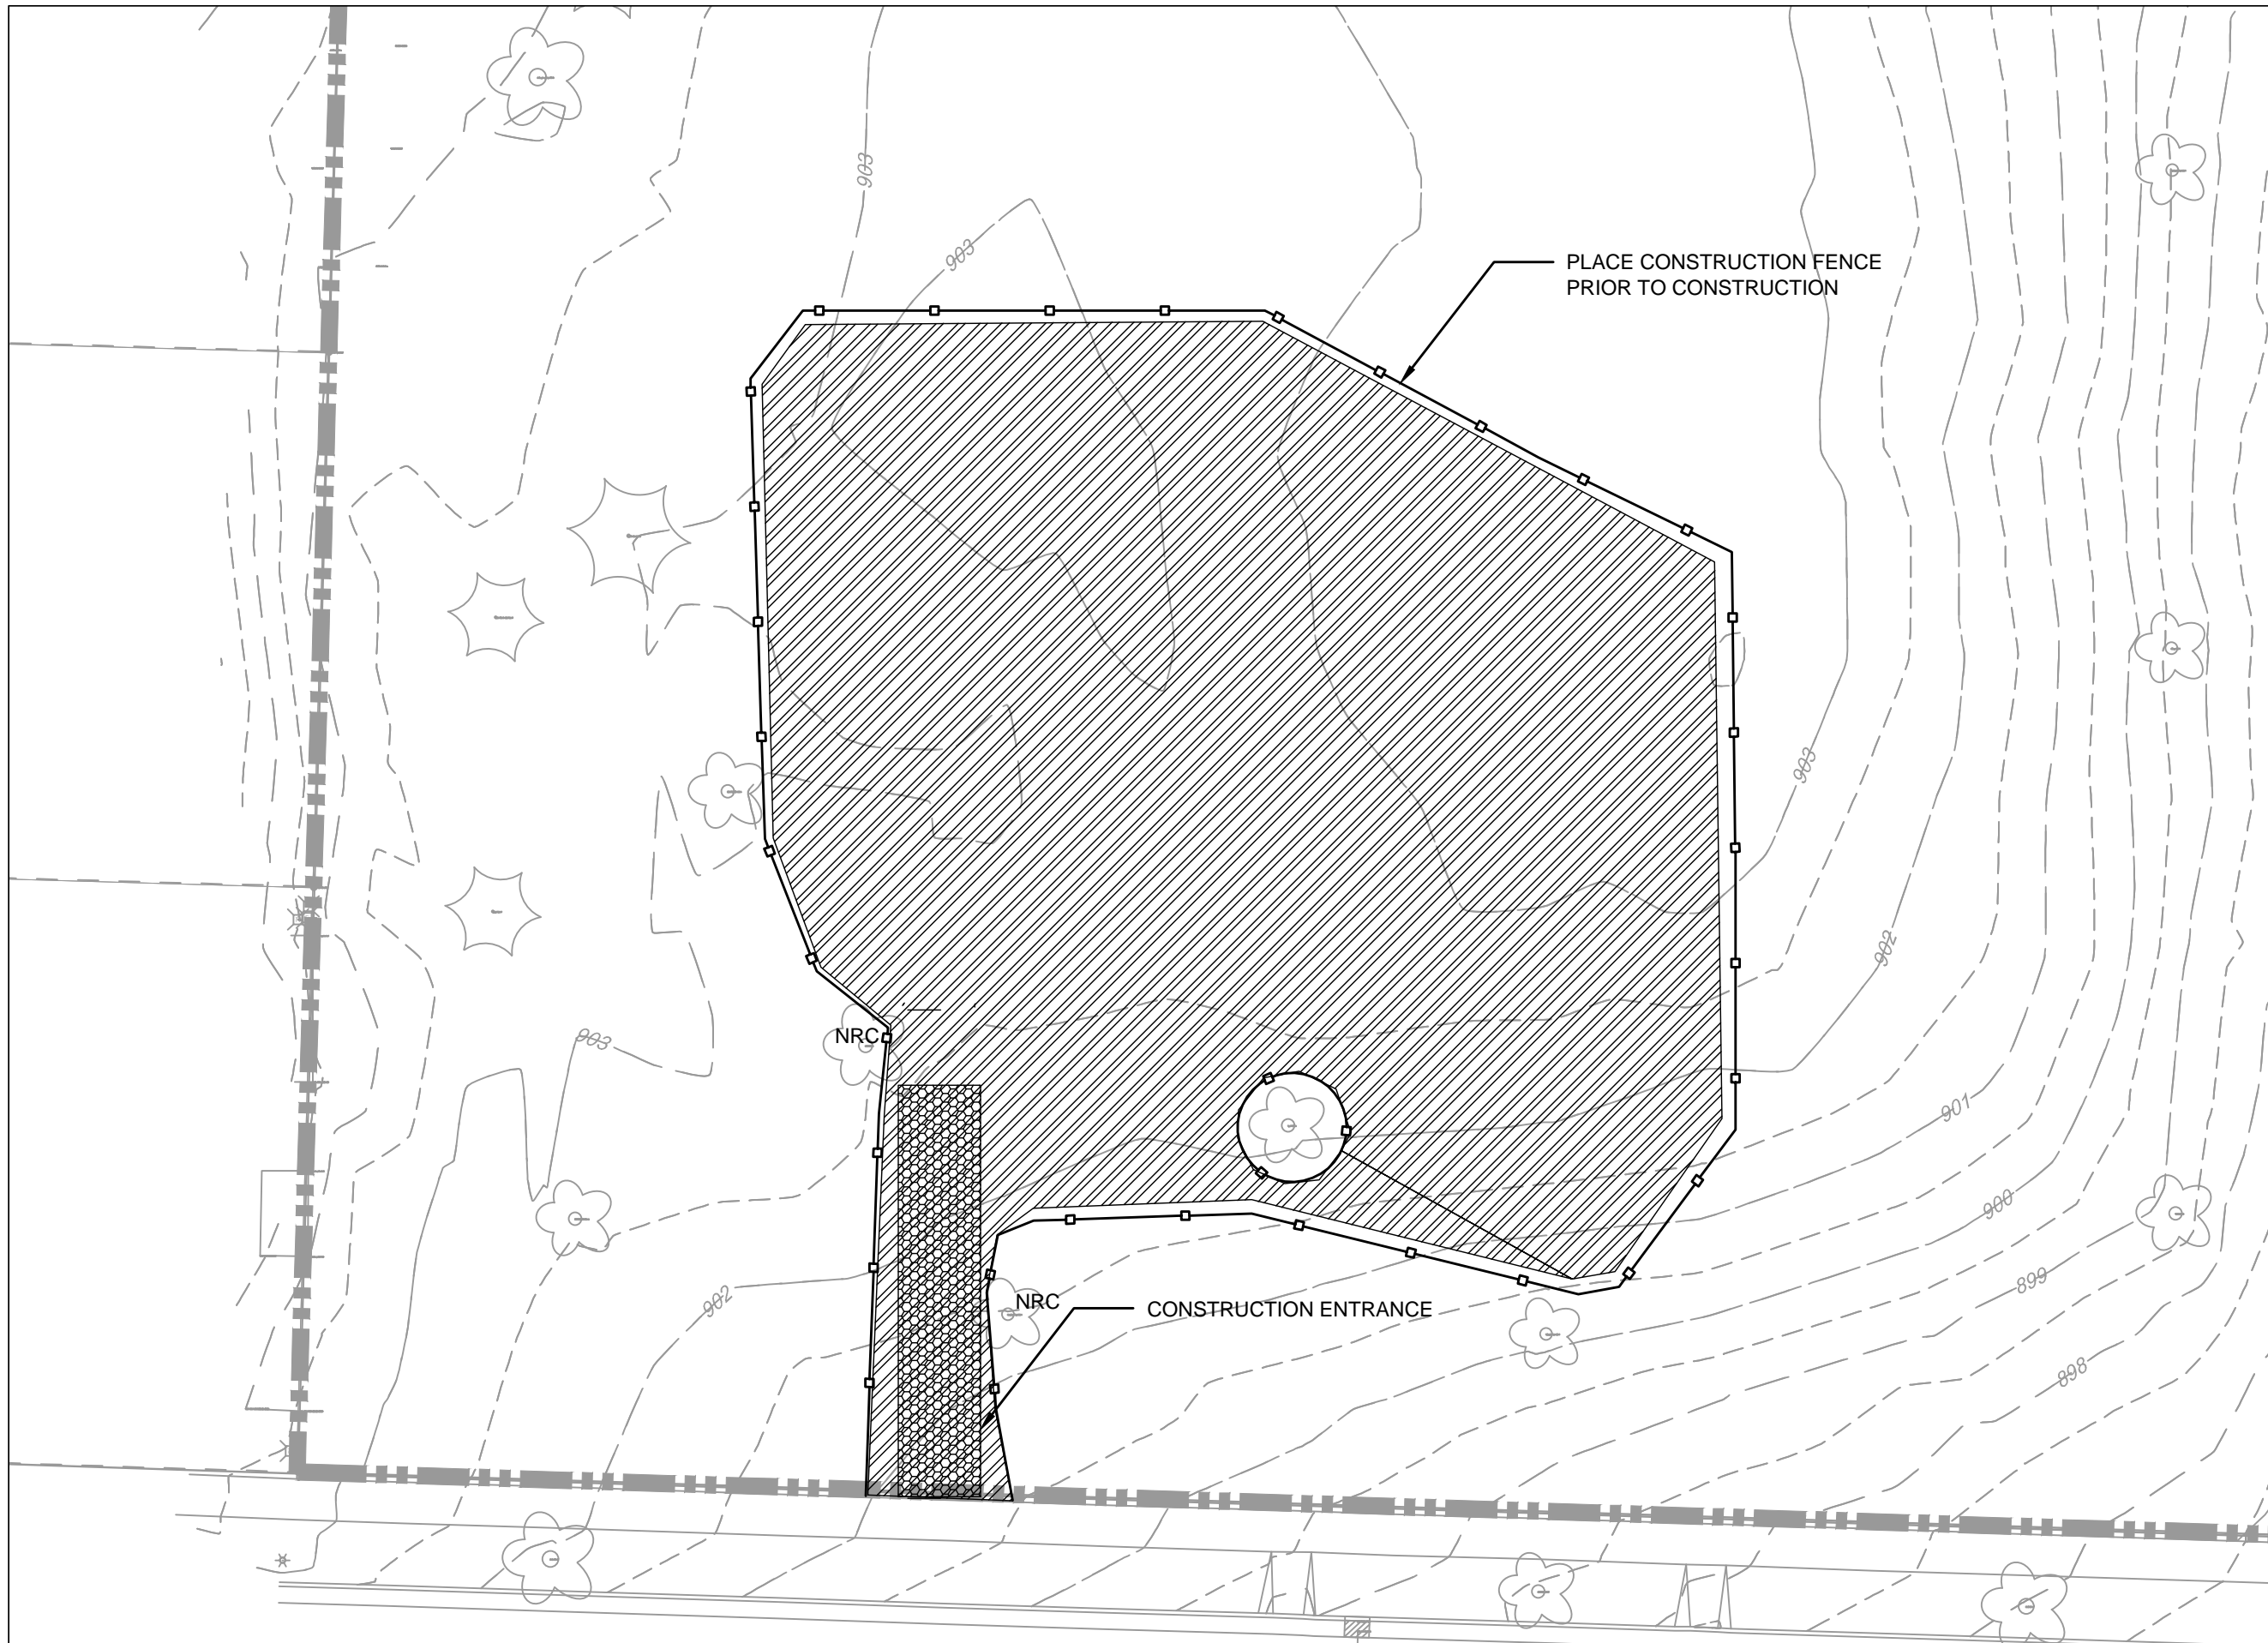 903
903
PLACE CONSTRUCTION FENCE
PRIOR TO CONSTRUCTION
903
902
NRC
903
901
900
899
902
NRC
CONSTRUCTION ENTRANCE
898